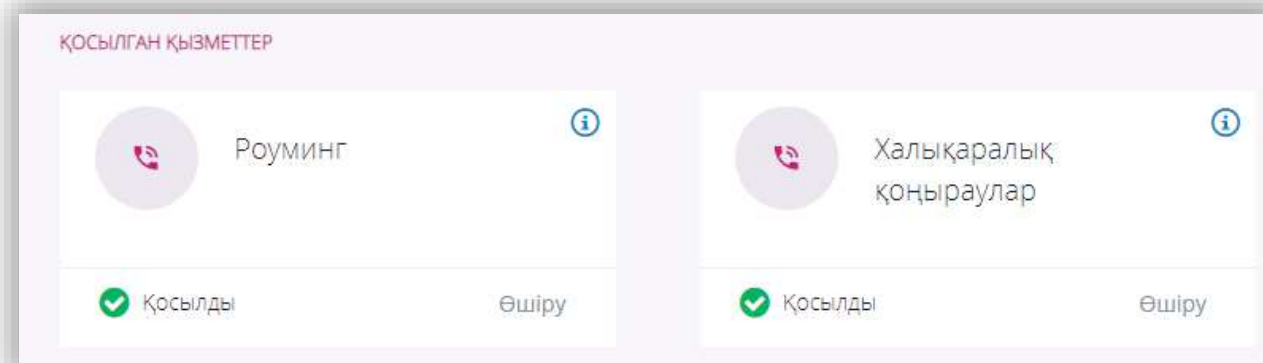 ҚОСЫЛҒАН ҚЫЗМЕТТЕР
Роуминг
Халықаралық
қоңыраулар
Қосылды
Өшіру
Қосылды
Өшіру